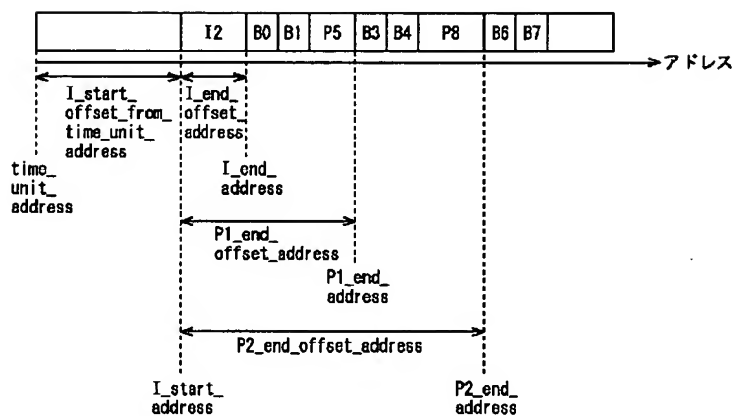 I2 B0 B1 P5 B3 B4 P8 B6 B7
アドレス
I_start_
offset_from_
time_unit_
address
I_end_
offset_
address
time_
unit_
address
I_end_
address
P1_end_
offset_address
P1_end_
address
P2_end_offset_address
I_start_
address
P2_end_
address